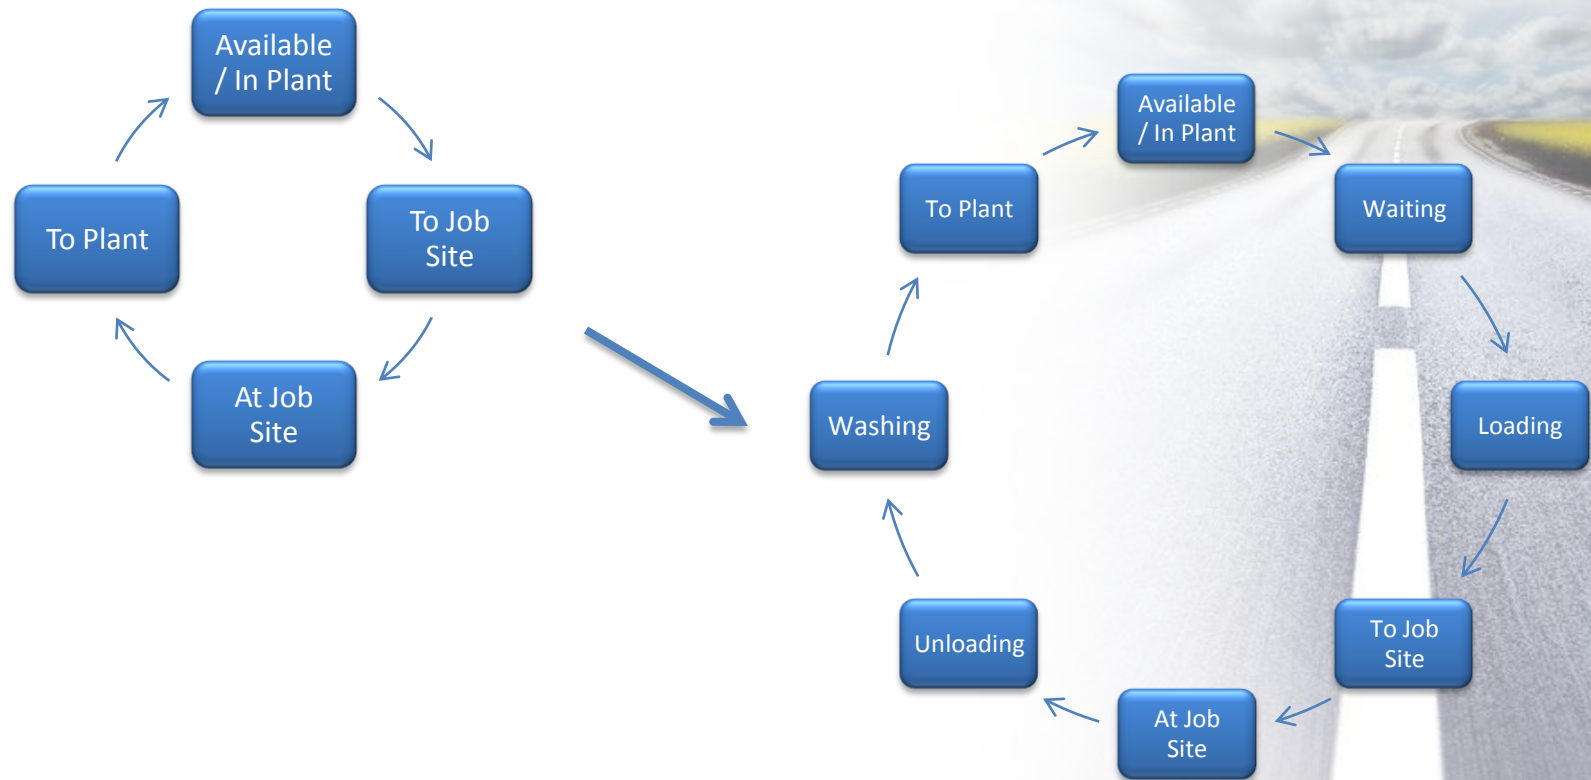 Available
/ In Plant
To Job
Site
At Job
Site
To Plant
Available
/ In Plant
Waiting
Loading
To Job
Site
At Job
Site
Unloading
Washing
To Plant